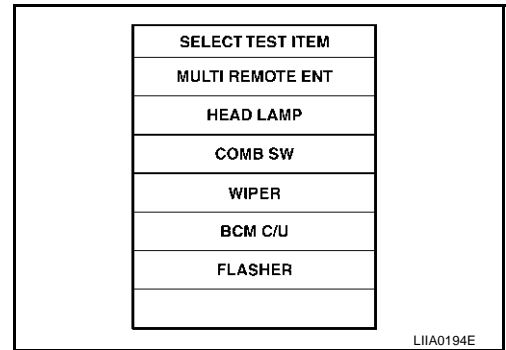 SELECT TEST ITEM
MULTI REMOTE ENT
HEAD LAMP
COMB SW
WIPER
BCM C/U
FLASHER
LIIA0194E